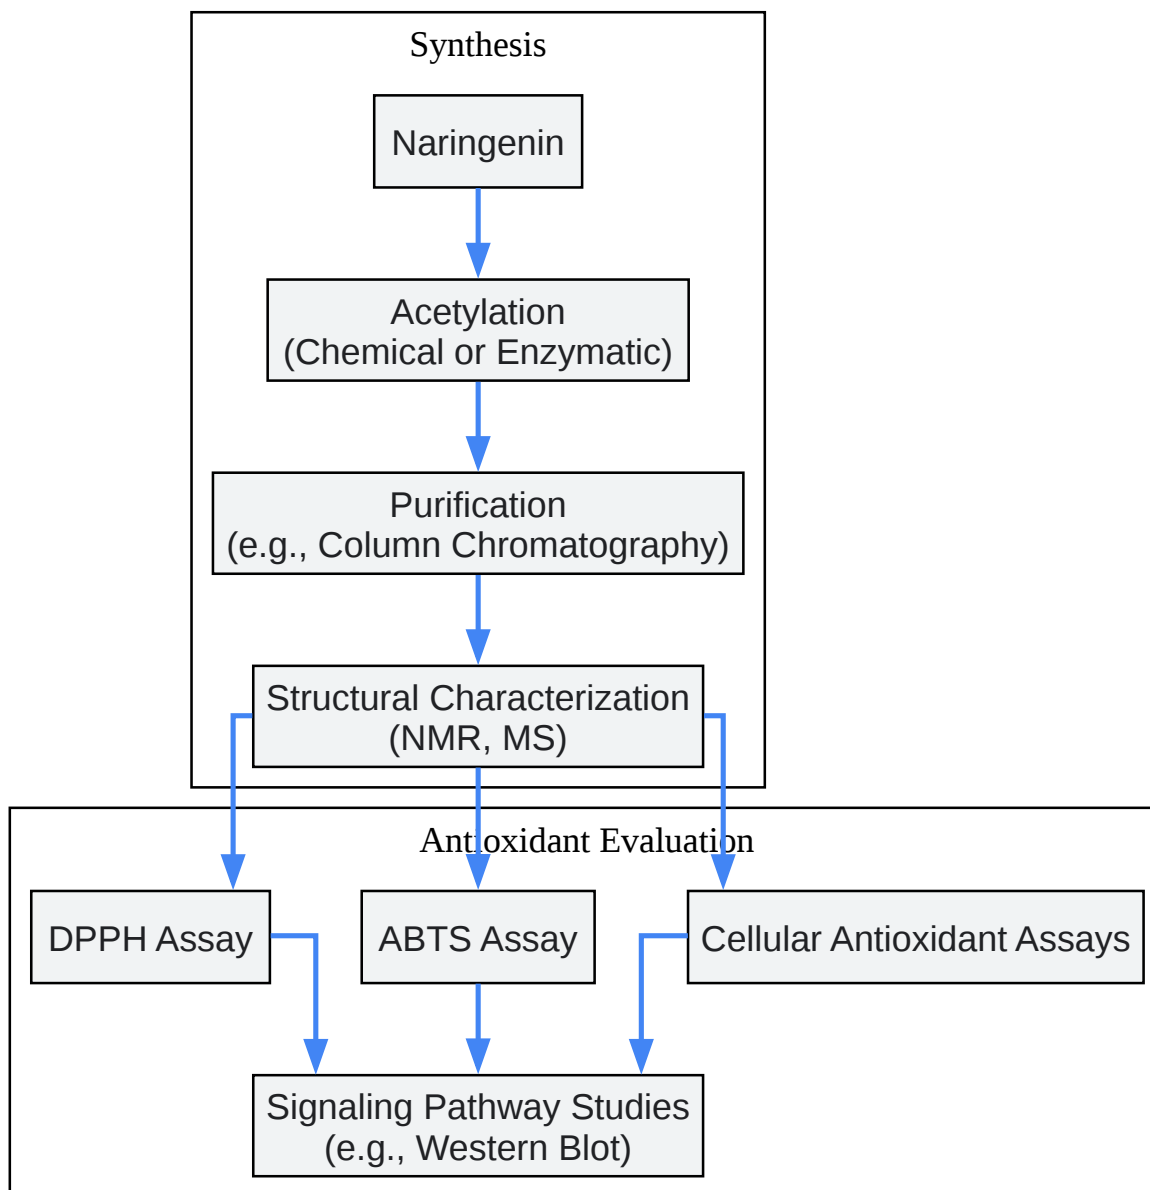 Synthesis
Naringenin
Acetylation
(Chemical or Enzymatic)
Purification
(e.g., Column Chromatography)
Structural Characterization
(NMR, MS)
Antioxidant Evaluation
DPPH Assay
ABTS Assay
Cellular Antioxidant Assays
Signaling Pathway Studies
(e.g., Western Blot)